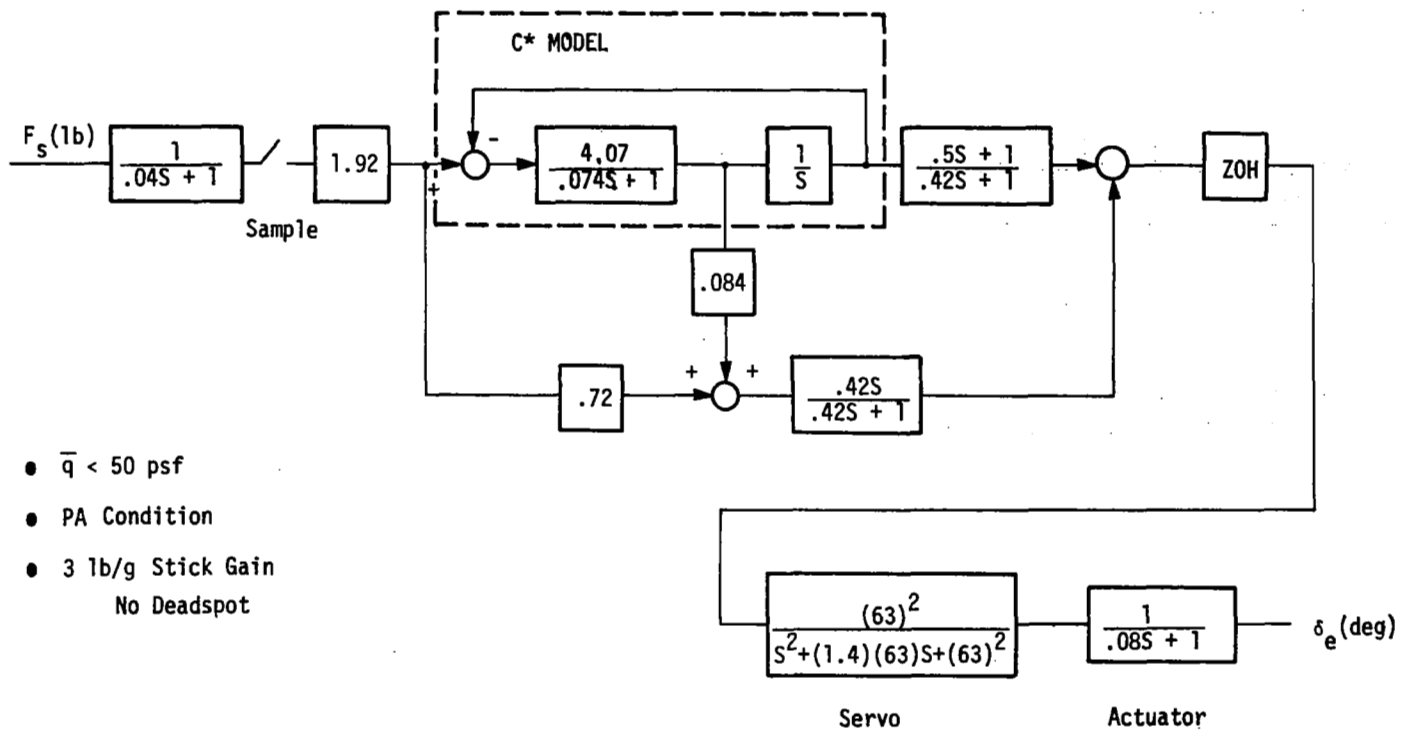 C* MODEL
F_s(lb)
1
.04S + 1
Sample
1.92
+
-
4.07
.074S + 1
1
S
.5S + 1
.42S + 1
ZOH
.084
.72
+
+
.42S
.42S + 1
● q̅ < 50 psf
● PA Condition
● 3 lb/g Stick Gain
No Deadspot
(63)²
S²+(1.4)(63)S+(63)²
Servo
1
.08S + 1
Actuator
δ_e(deg)